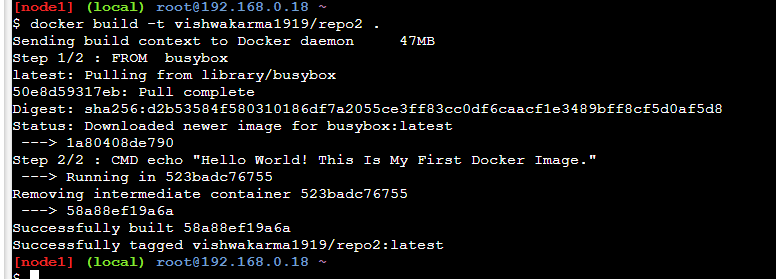 [node1] (local) root@192.168.0.18 ~
$ docker build -t vishwakarma1919/repo2 .
Sending build context to Docker daemon     47MB
Step 1/2 : FROM  busybox
latest: Pulling from library/busybox
50e8d59317eb: Pull complete
Digest: sha256:d2b53584f580310186df7a2055ce3ff83cc0df6caacf1e3489bff8cf5d0af5d8
Status: Downloaded newer image for busybox:latest
 ---> 1a80408de790
Step 2/2 : CMD echo "Hello World! This Is My First Docker Image."
 ---> Running in 523badc76755
Removing intermediate container 523badc76755
 ---> 58a88ef19a6a
Successfully built 58a88ef19a6a
Successfully tagged vishwakarma1919/repo2:latest
[node1] (local) root@192.168.0.18 ~
$